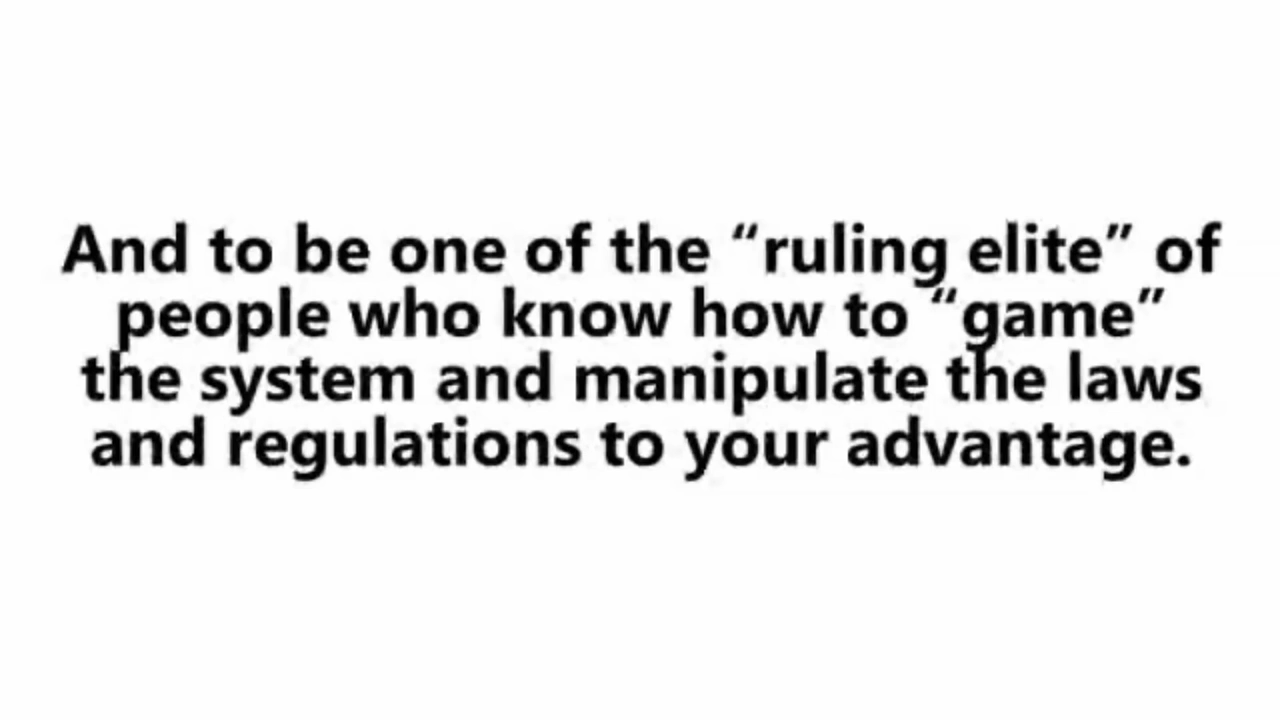 And to be one of the “ruling elite” of
people who know how to “game”
the system and manipulate the laws
and regulations to your advantage.